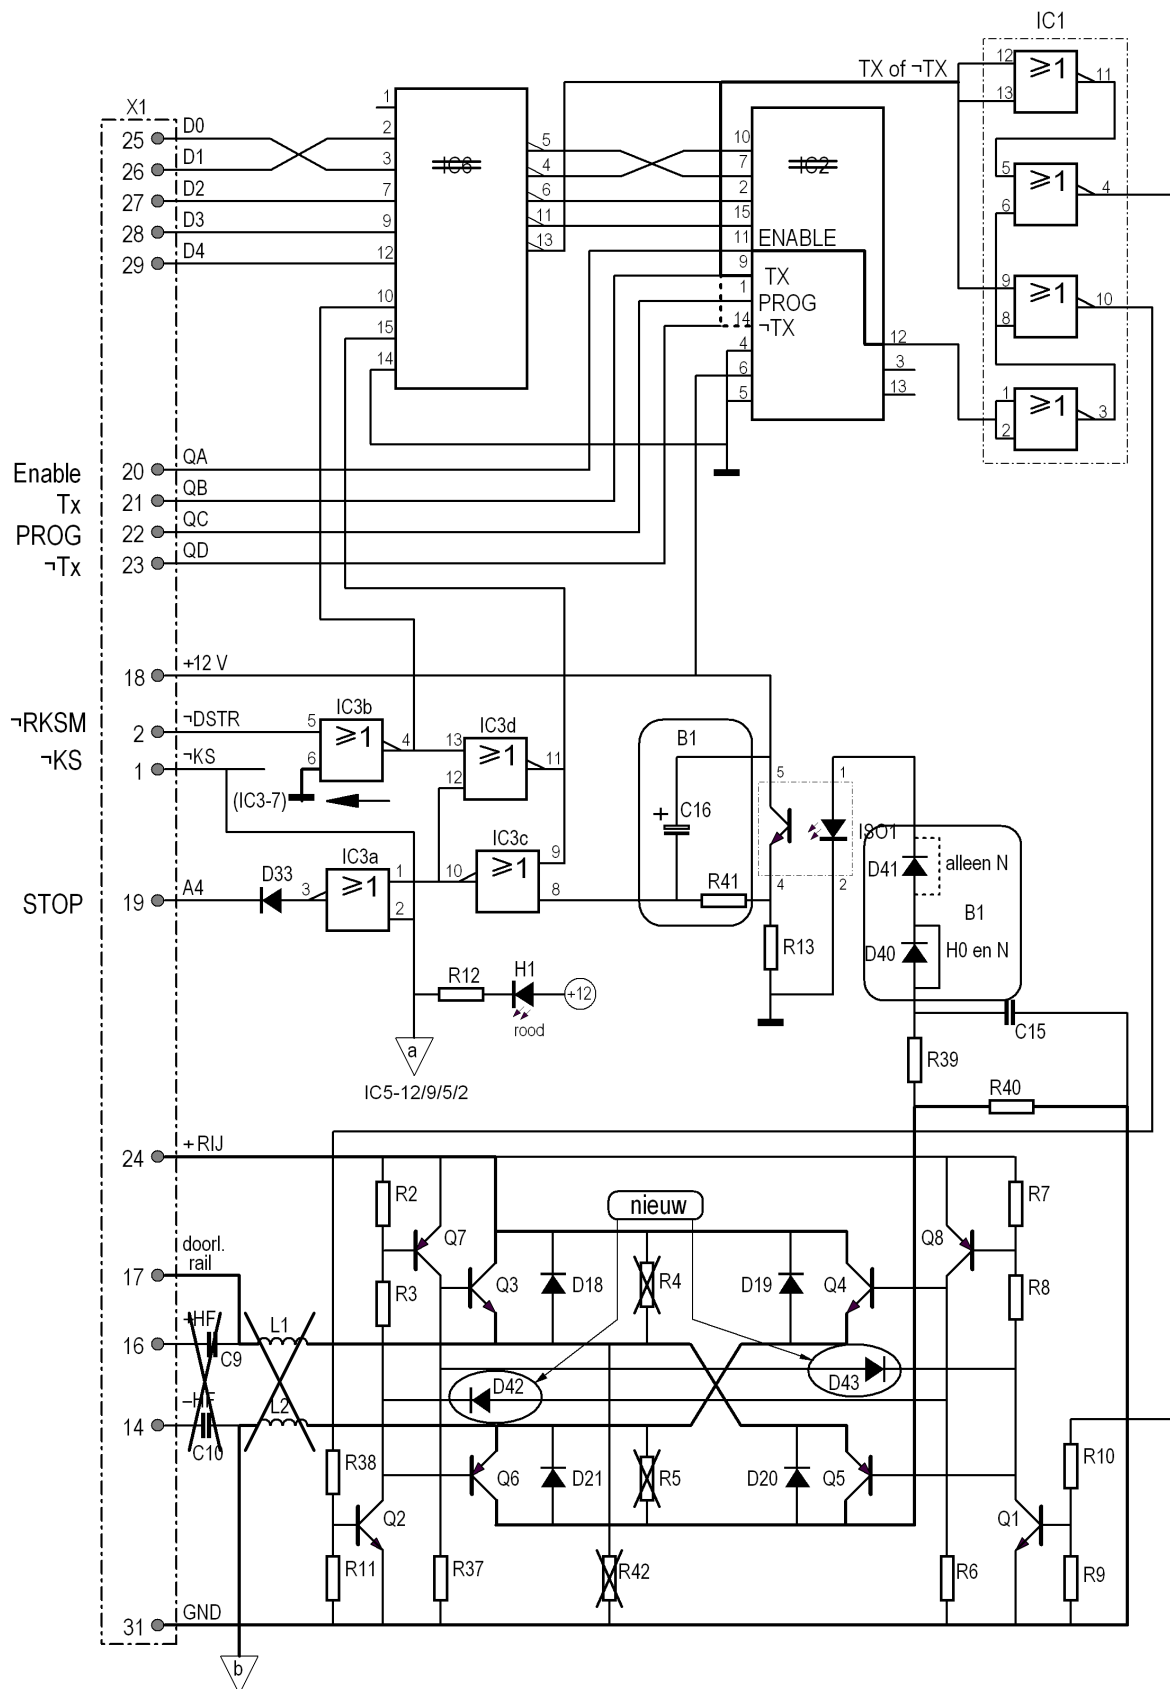 IC1
X1
TX of ¬TX
12
≥1
11
13
25
D0
26
D1
27
D2
28
D3
29
D4
1
2
3
7
9
12
10
15
14
IC6
5
4
6
11
13
10
7
2
15
11
9
1
14
4
6
5
IC2
ENABLE
TX
PROG
¬TX
12
3
13
5
≥1
4
6
9
≥1
10
8
1
≥1
3
2
Enable
20
QA
Tx
21
QB
PROG
22
QC
¬Tx
23
QD
18
+12 V
¬RKSM
2
¬DSTR
¬KS
1
¬KS
IC3b
5
≥1
4
6
(IC3-7)
IC3d
13
≥1
11
12
B1
+
C16
R41
5
1
ISO1
4
2
D41
alleen N
B1
D40
H0 en N
STOP
19
A4
D33
IC3a
3
≥1
1
2
IC3c
10
≥1
9
8
R13
R12
H1
+12
rood
a
IC5-12/9/5/2
C15
R39
R40
24
+RIJ
R2
Q7
nieuw
Q8
R7
doorl.
rail
17
R3
Q3
D18
R4
D19
Q4
R8
+HF
16
C9
L1
D42
D43
–HF
14
C10
L2
R38
Q6
D21
R5
D20
Q5
R10
Q2
Q1
R11
R37
R42
R6
R9
31
GND
b